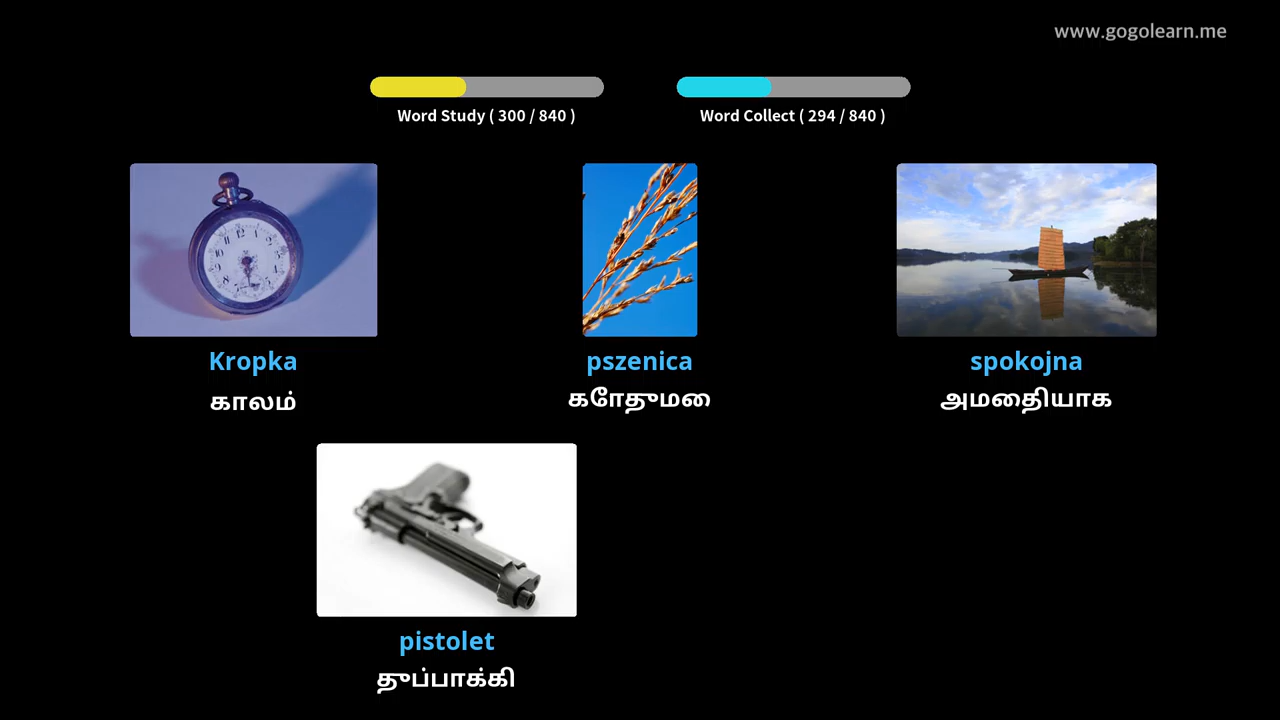 www.gogolearn.me
Word Study ( 300 / 840 )
Word Collect ( 294 / 840 )
Kropka
காலம்
pszenica
கோதுமை
spokojna
அமைதியாக
pistolet
துப்பாக்கி